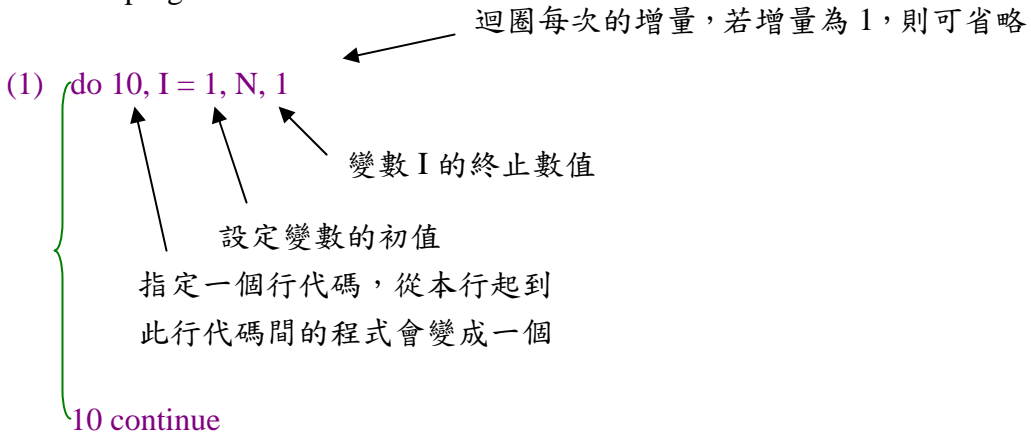 迴圈每次的增量，若增量為 1，則可省略
(1) do 10, I = 1, N, 1
變數 I 的終止數值
設定變數的初值
指定一個行代碼，從本行起到
此行代碼間的程式會變成一個
10 continue